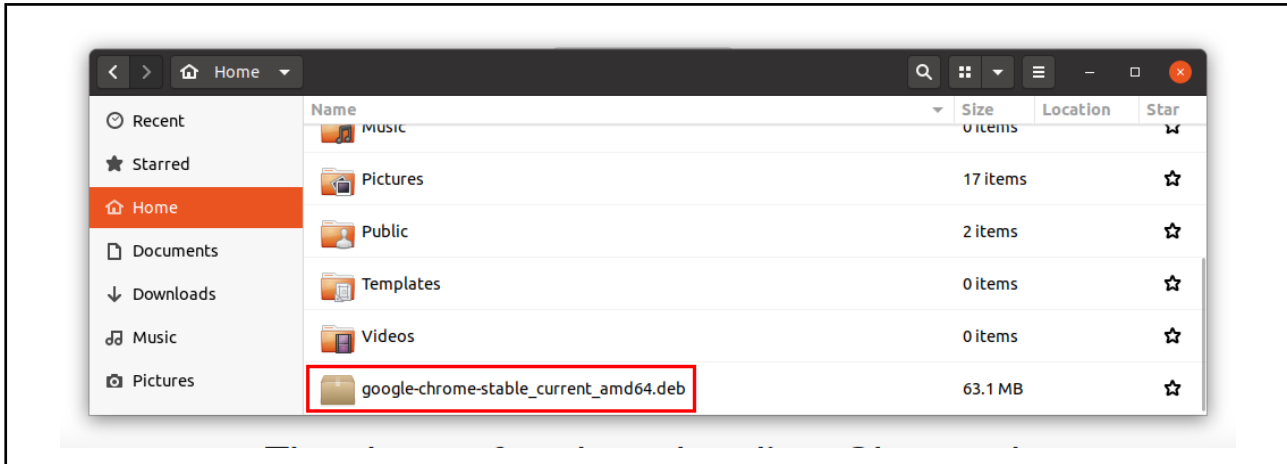 Home
Name Size Location Star
Recent
Starred
Home
Documents
Downloads
Music
Pictures
Music 0 items
Pictures 17 items
Public 2 items
Templates 0 items
Videos 0 items
google-chrome-stable_current_amd64.deb 63.1 MB